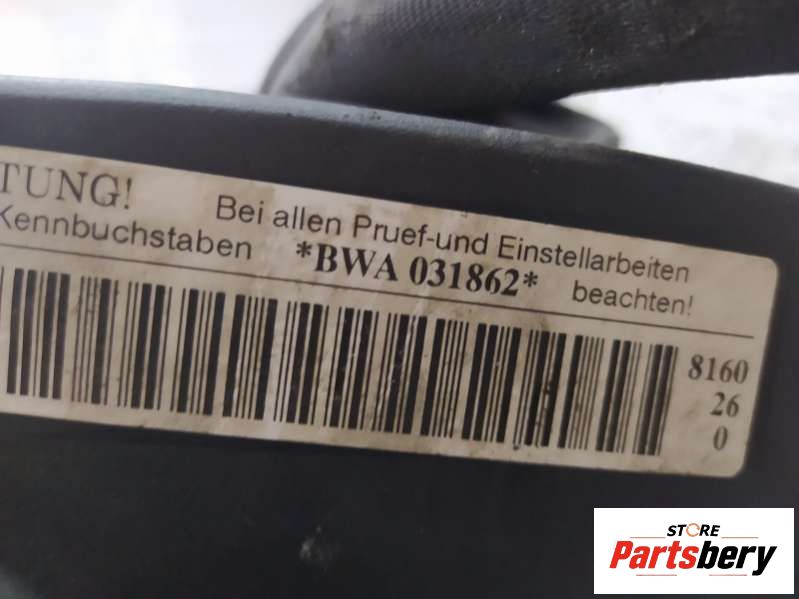 TUNG! Bei allen Pruef-und Einstellarbeiten
Kennbuchstaben *BWA 031862* beachten!
8160
26
0
STORE
Partsbery